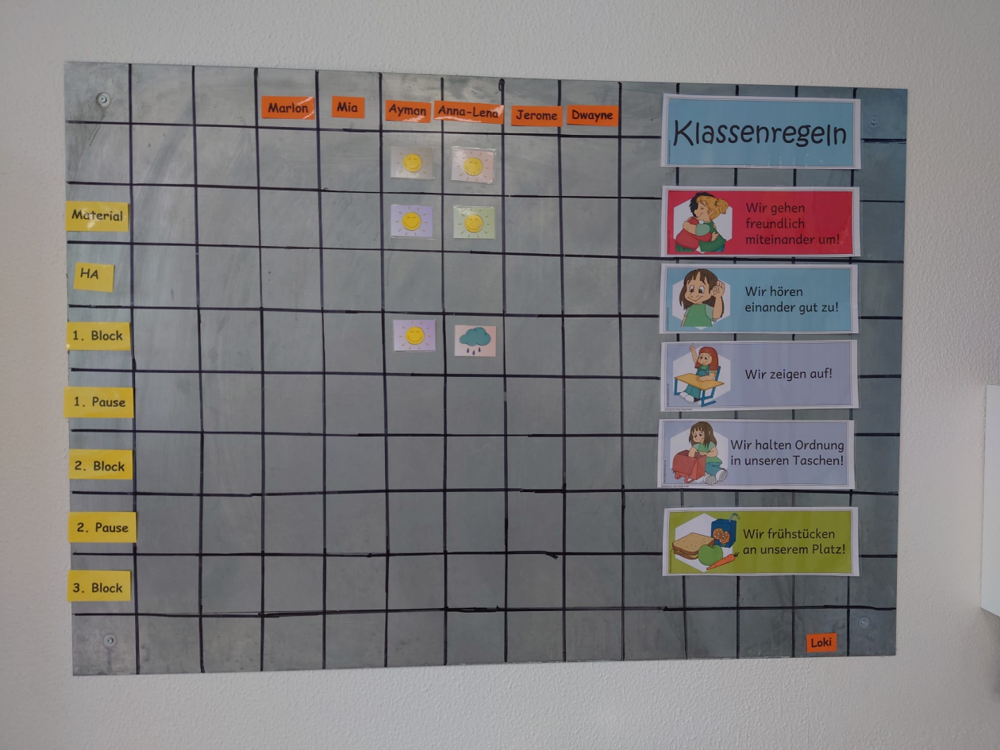 Marlon Mia Ayman Anna-Lena Jerome Dwayne
Material
HA
1. Block
1. Pause
2. Block
2. Pause
3. Block
Klassenregeln
Wir gehen
freundlich
miteinander um!
Wir hören
einander gut zu!
Wir zeigen auf!
Wir halten Ordnung
in unseren Taschen!
Wir frühstücken
an unserem Platz!
Loki